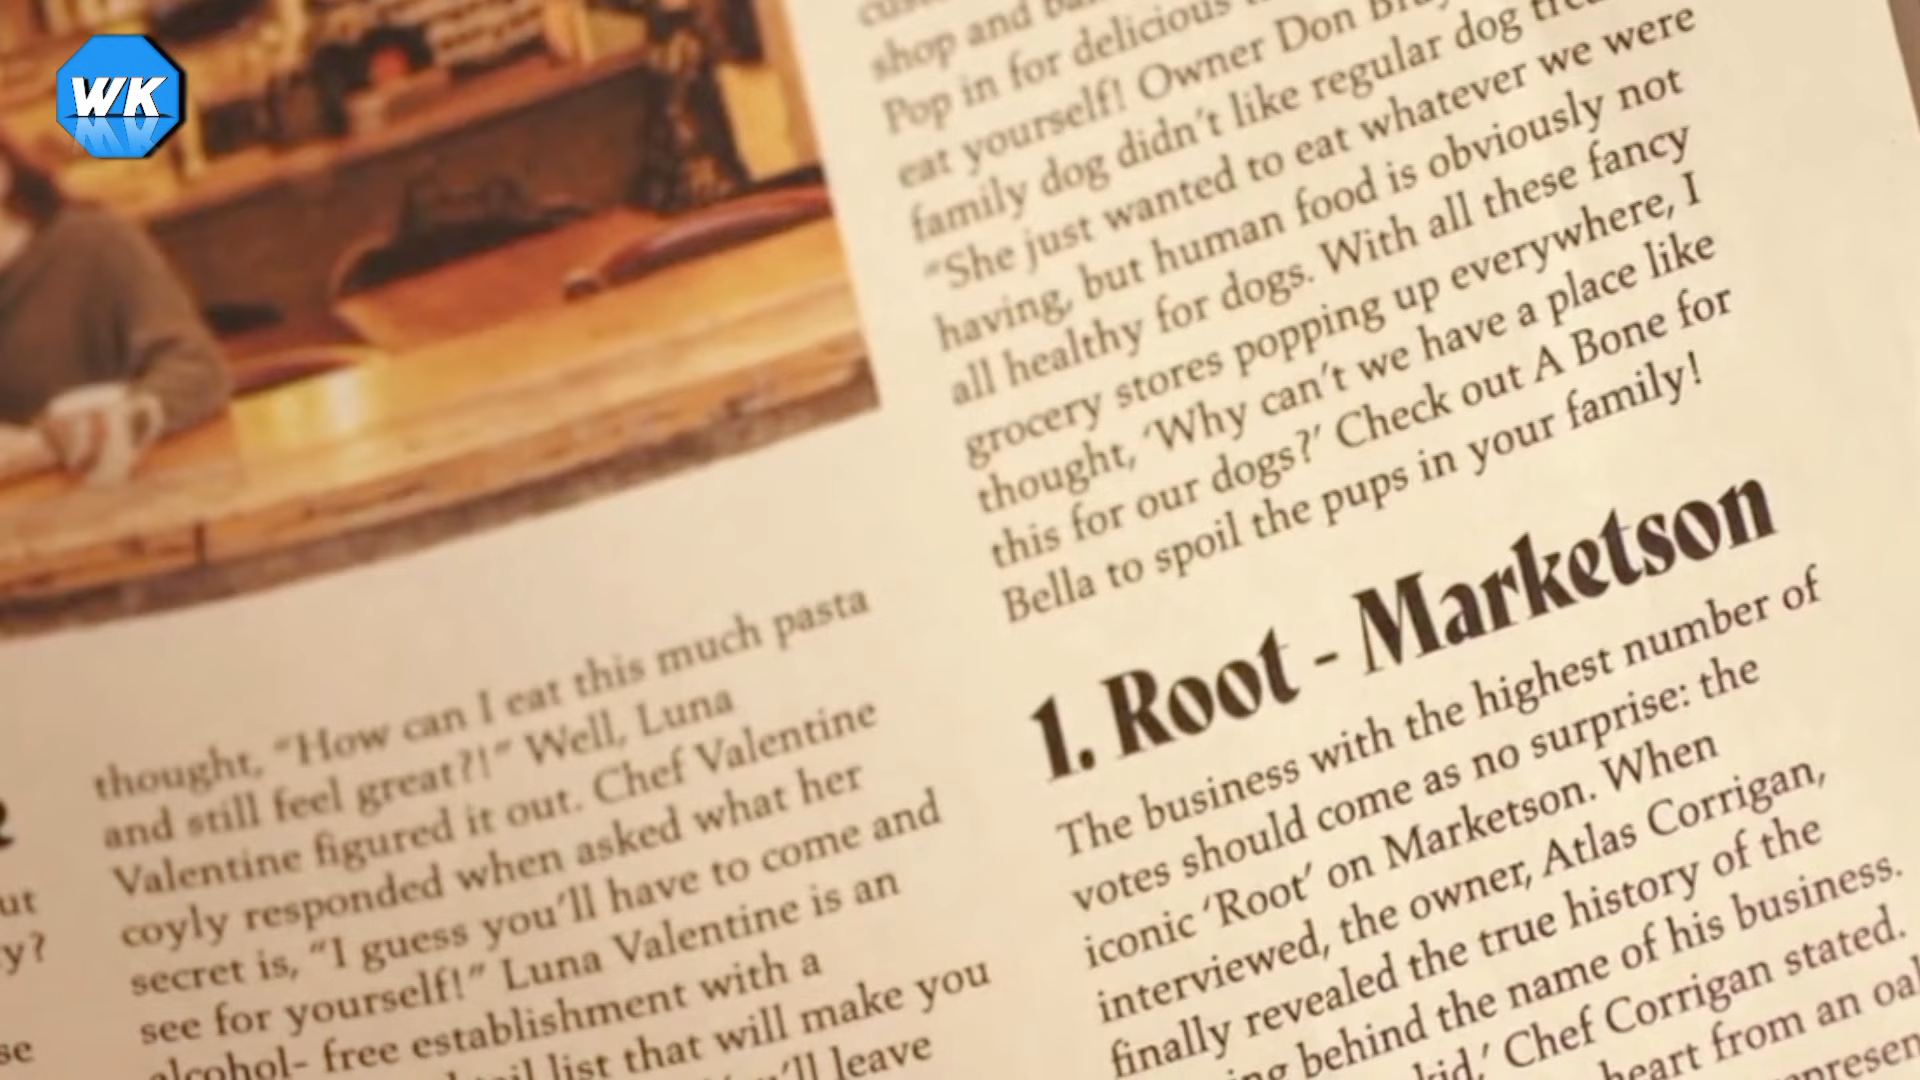 WK
ut
y?
se
thought, "How can I eat this much pasta
and still feel great?!" Well, Luna
Valentine figured it out. Chef Valentine
coyly responded when asked what her
secret is, "I guess you'll have to come and
see for yourself!" Luna Valentine is an
alcohol- free establishment with a
list that will make you
you'll leave
shop and
Pop in for delicious
eat yourself! Owner Don
family dog didn't like regular dog
"She just wanted to eat whatever we were
having, but human food is obviously not
all healthy for dogs. With all these fancy
grocery stores popping up everywhere, I
thought, 'Why can't we have a place like
this for our dogs?' Check out A Bone for
Bella to spoil the pups in your family!
1. Root - Marketson
The business with the highest number of
votes should come as no surprise: the
iconic 'Root' on Marketson. When
interviewed, the owner, Atlas Corrigan,
finally revealed the true history of the
behind the name of his business.
kid,' Chef Corrigan stated.
heart from an oa